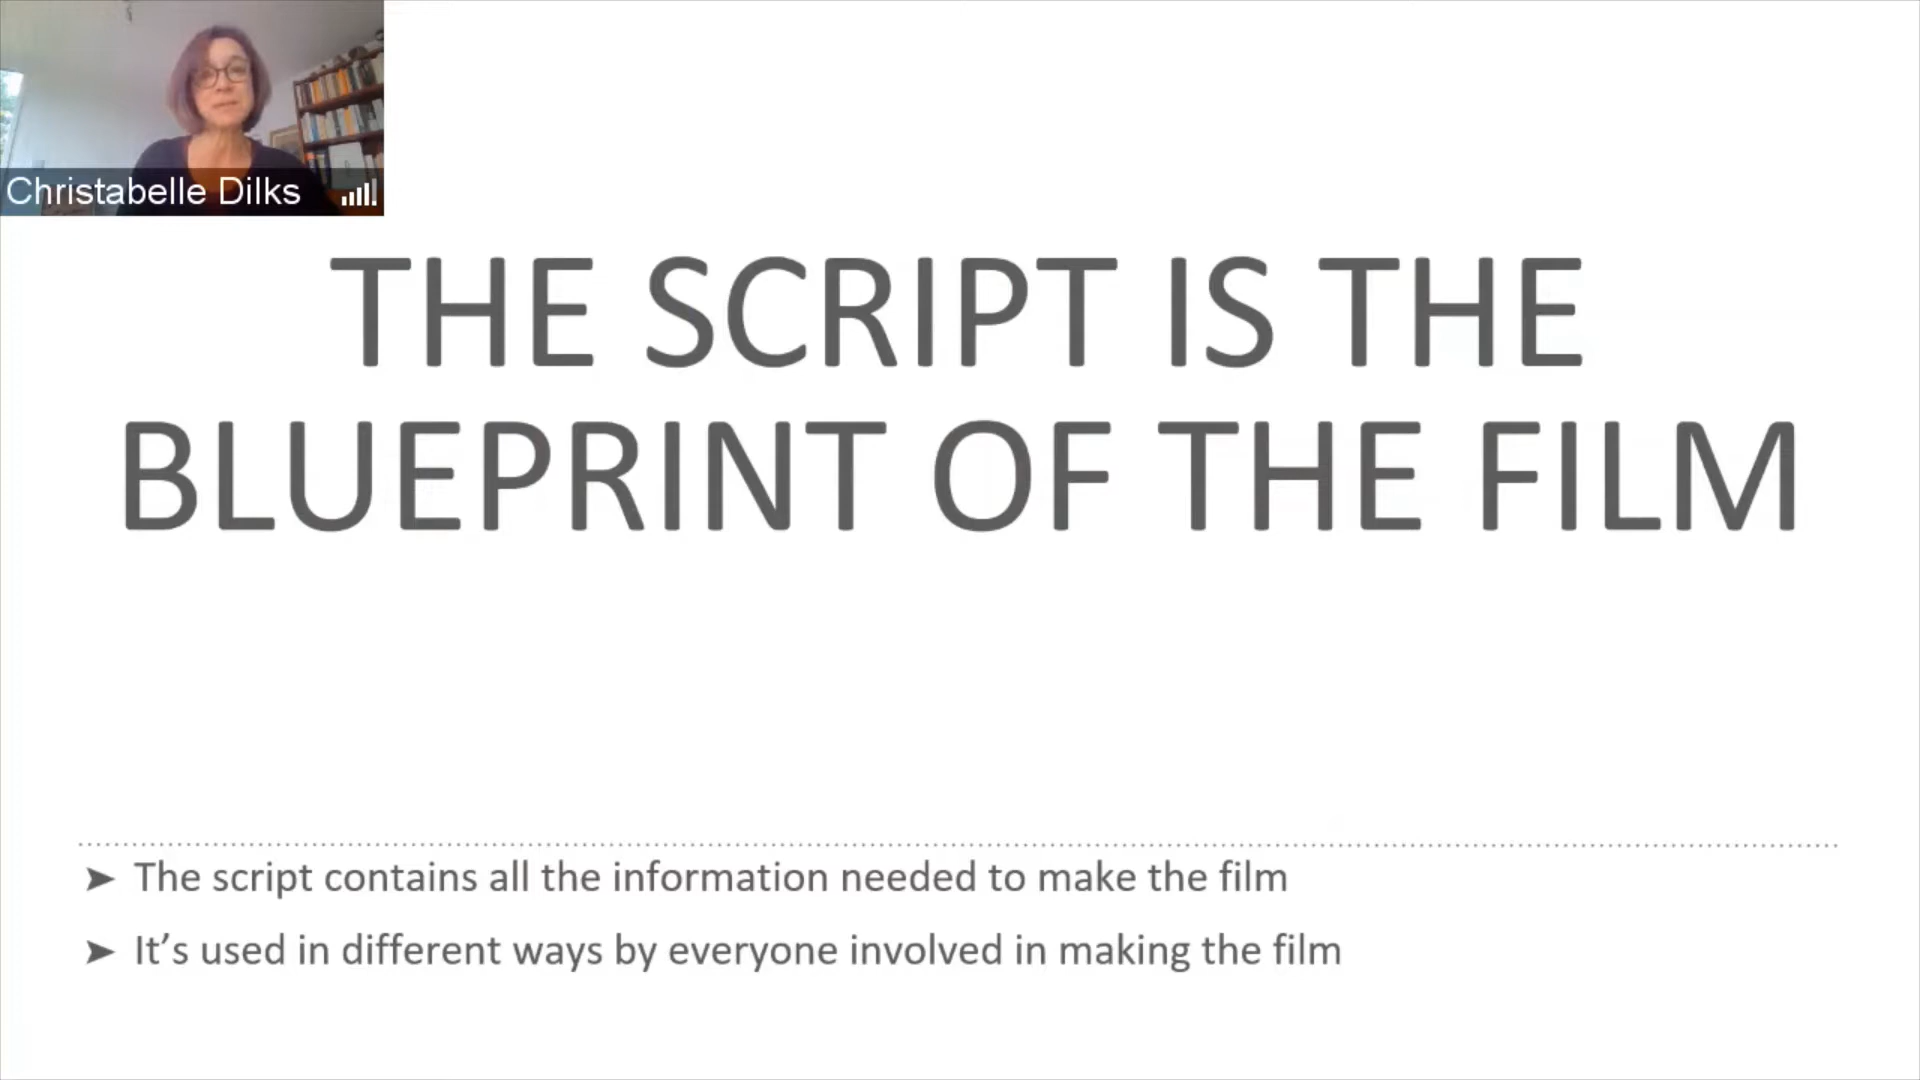 Christabelle Dilks
THE SCRIPT IS THE
BLUEPRINT OF THE FILM
➤ The script contains all the information needed to make the film
➤ It’s used in different ways by everyone involved in making the film